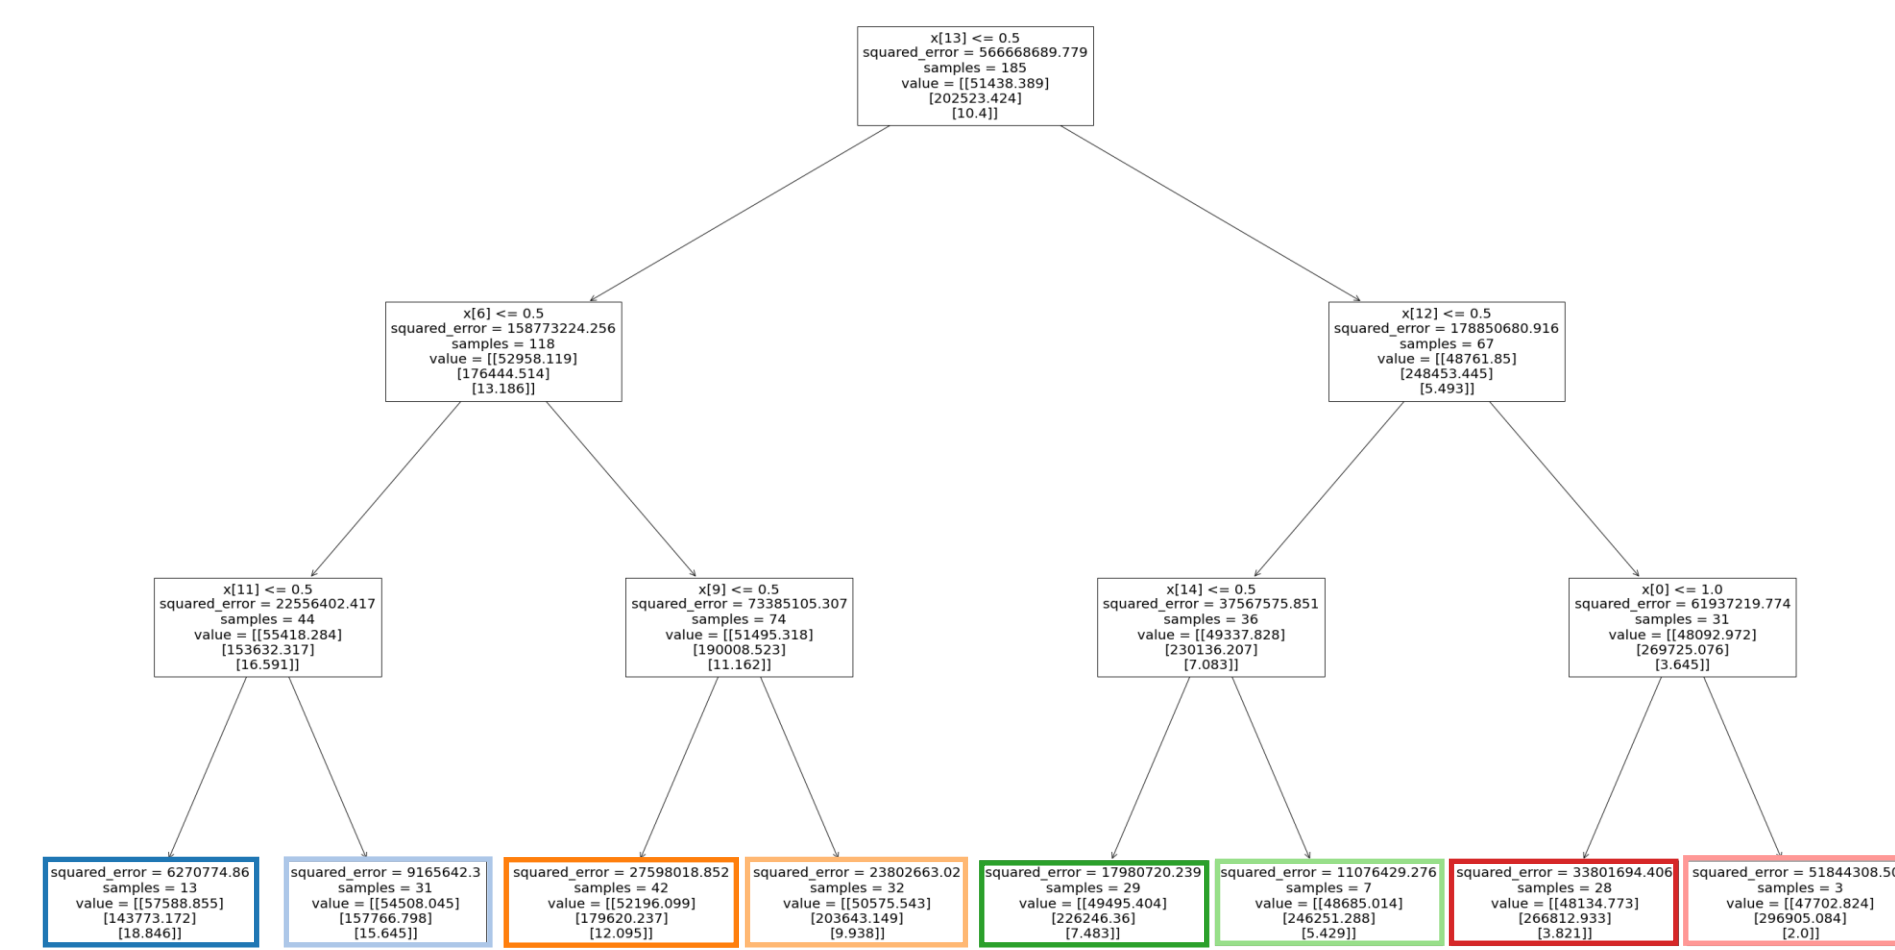 x[13] <= 0.5
squared_error = 566668689.779
samples = 185
value = [[51438.389]
[202523.424]
[10.4]]
x[6] <= 0.5
squared_error = 158773224.256
samples = 118
value = [[52958.119]
[176444.514]
[13.186]]
x[12] <= 0.5
squared_error = 178850680.916
samples = 67
value = [[48761.85]
[248453.445]
[5.493]]
x[11] <= 0.5
squared_error = 22556402.417
samples = 44
value = [[55418.284]
[153632.317]
[16.591]]
x[9] <= 0.5
squared_error = 73385105.307
samples = 74
value = [[51495.318]
[190008.523]
[11.162]]
x[14] <= 0.5
squared_error = 37567575.851
samples = 36
value = [[49337.828]
[230136.207]
[7.083]]
x[0] <= 1.0
squared_error = 61937219.774
samples = 31
value = [[48092.972]
[269725.076]
[3.645]]
squared_error = 6270774.86
samples = 13
value = [[57588.855]
[143773.172]
[18.846]]
squared_error = 9165642.3
samples = 31
value = [[54508.045]
[157766.798]
[15.645]]
squared_error = 27598018.852
samples = 42
value = [[52196.099]
[179620.237]
[12.095]]
squared_error = 23802663.02
samples = 32
value = [[50575.543]
[203643.149]
[9.938]]
squared_error = 17980720.239
samples = 29
value = [[49495.404]
[226246.36]
[7.483]]
squared_error = 11076429.276
samples = 7
value = [[48685.014]
[246251.288]
[5.429]]
squared_error = 33801694.406
samples = 28
value = [[48134.773]
[266812.933]
[3.821]]
squared_error = 51844308.50
samples = 3
value = [[47702.824]
[296905.084]
[2.0]]